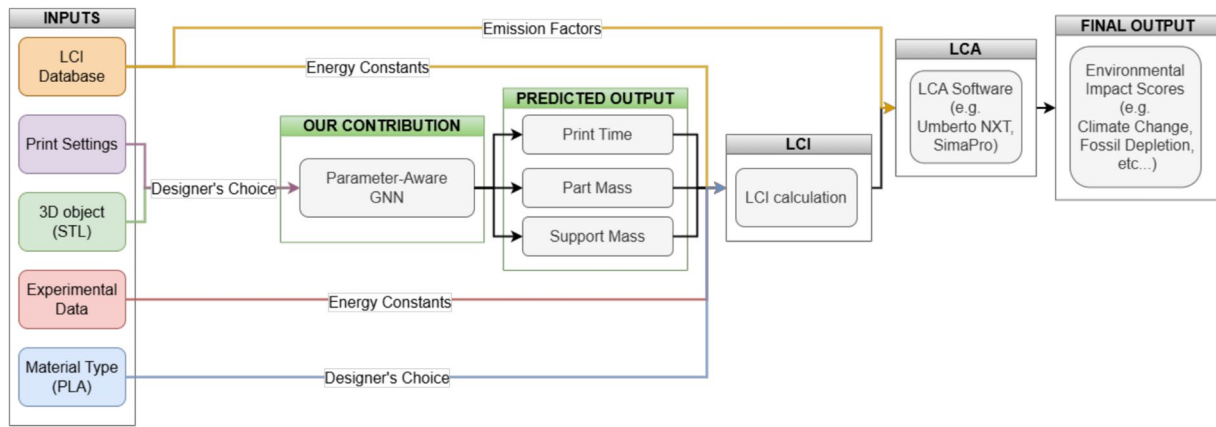 INPUTS
LCI
Database
Print Settings
3D object
(STL)
Experimental
Data
Material Type
(PLA)
Emission Factors
Energy Constants
Designer's Choice
Energy Constants
Designer's Choice
OUR CONTRIBUTION
Parameter-Aware
GNN
PREDICTED OUTPUT
Print Time
Part Mass
Support Mass
LCI
LCI calculation
LCA
LCA Software
(e.g.
Umberto NXT,
SimaPro)
FINAL OUTPUT
Environmental
Impact Scores
(e.g.
Climate Change,
Fossil Depletion,
etc...)